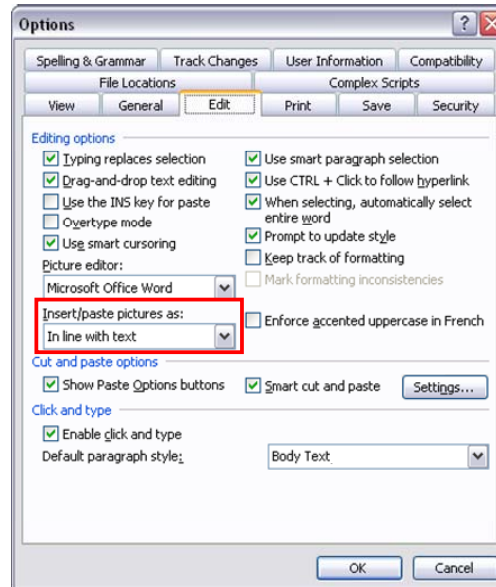 Options
Spelling & Grammar Track Changes User Information Compatibility
File Locations Complex Scripts
View General Edit Print Save Security
Editing options
Typing replaces selection
Drag-and-drop text editing
Use the INS key for paste
Overtype mode
Use smart cursoring
Picture editor:
Microsoft Office Word
Insert/paste pictures as:
In line with text
Use smart paragraph selection
Use CTRL + Click to follow hyperlink
When selecting, automatically select
entire word
Prompt to update style
Keep track of formatting
Mark formatting inconsistencies
Enforce accented uppercase in French
Cut and paste options
Show Paste Options buttons Smart cut and paste Settings...
Click and type
Enable click and type
Default paragraph style: Body Text
OK Cancel